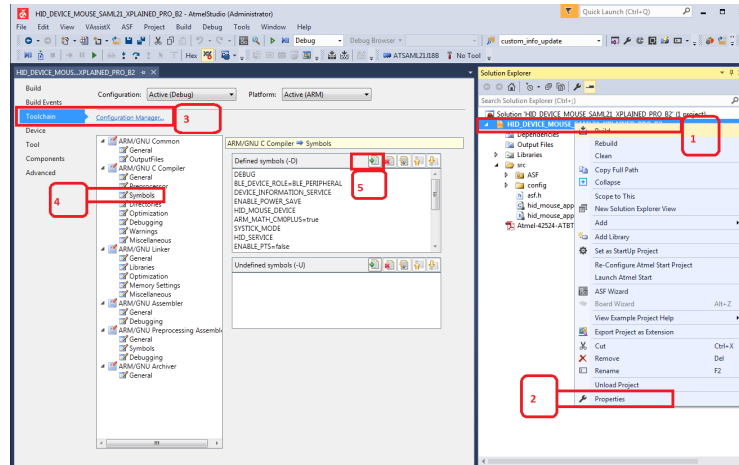 HID_DEVICE_MOUSE_SAML21_XPLAINED_PRO_B2 - AtmelStudio (Administrator)
Quick Launch (Ctrl+Q)
File Edit View VAssistX ASF Project Build Debug Tools Window Help
Debug
Debug Browser
custom_info_update
Hex
ATSAML21J18B
No Tool
HID_DEVICE_MOUS...XPLAINED_PRO_B2
Build
Build Events
Toolchain
Device
Tool
Components
Advanced
Configuration: Active (Debug)
Platform: Active (ARM)
Configuration Manager...
3
ARM/GNU Common
General
OutputFiles
ARM/GNU C Compiler
General
Preprocessor
Symbols
Directories
Optimization
Debugging
Warnings
Miscellaneous
ARM/GNU Linker
General
Libraries
Optimization
Memory Settings
Miscellaneous
ARM/GNU Assembler
General
Debugging
ARM/GNU Preprocessing Assembl
General
Symbols
Debugging
ARM/GNU Archiver
General
4
ARM/GNU C Compiler ➡ Symbols
Defined symbols (-D)
5
DEBUG
BLE_DEVICE_ROLE=BLE_PERIPHERAL
DEVICE_INFORMATION_SERVICE
ENABLE_POWER_SAVE
HID_MOUSE_DEVICE
ARM_MATH_CM0PLUS=true
SYSTICK_MODE
HID_SERVICE
ENABLE_PTS=false
Undefined symbols (-U)
Solution Explorer
Search Solution Explorer (Ctrl+;)
Solution 'HID_DEVICE_MOUSE_SAML21_XPLAINED_PRO_B2' (1 project)
HID_DEVICE_MOUSE_
1
Dependencies
Output Files
Libraries
src
ASF
config
asf.h
hid_mouse_app
hid_mouse_app
Atmel-42524-ATBT
Build
Rebuild
Clean
Copy Full Path
Collapse
Scope to This
New Solution Explorer View
Add
Add Library
Set as StartUp Project
Re-Configure Atmel Start Project
Launch Atmel Start
ASF Wizard
Board Wizard Alt+Z
View Example Project Help
Export Project as Extension
Cut Ctrl+X
Remove Del
Rename F2
Unload Project
Properties
2